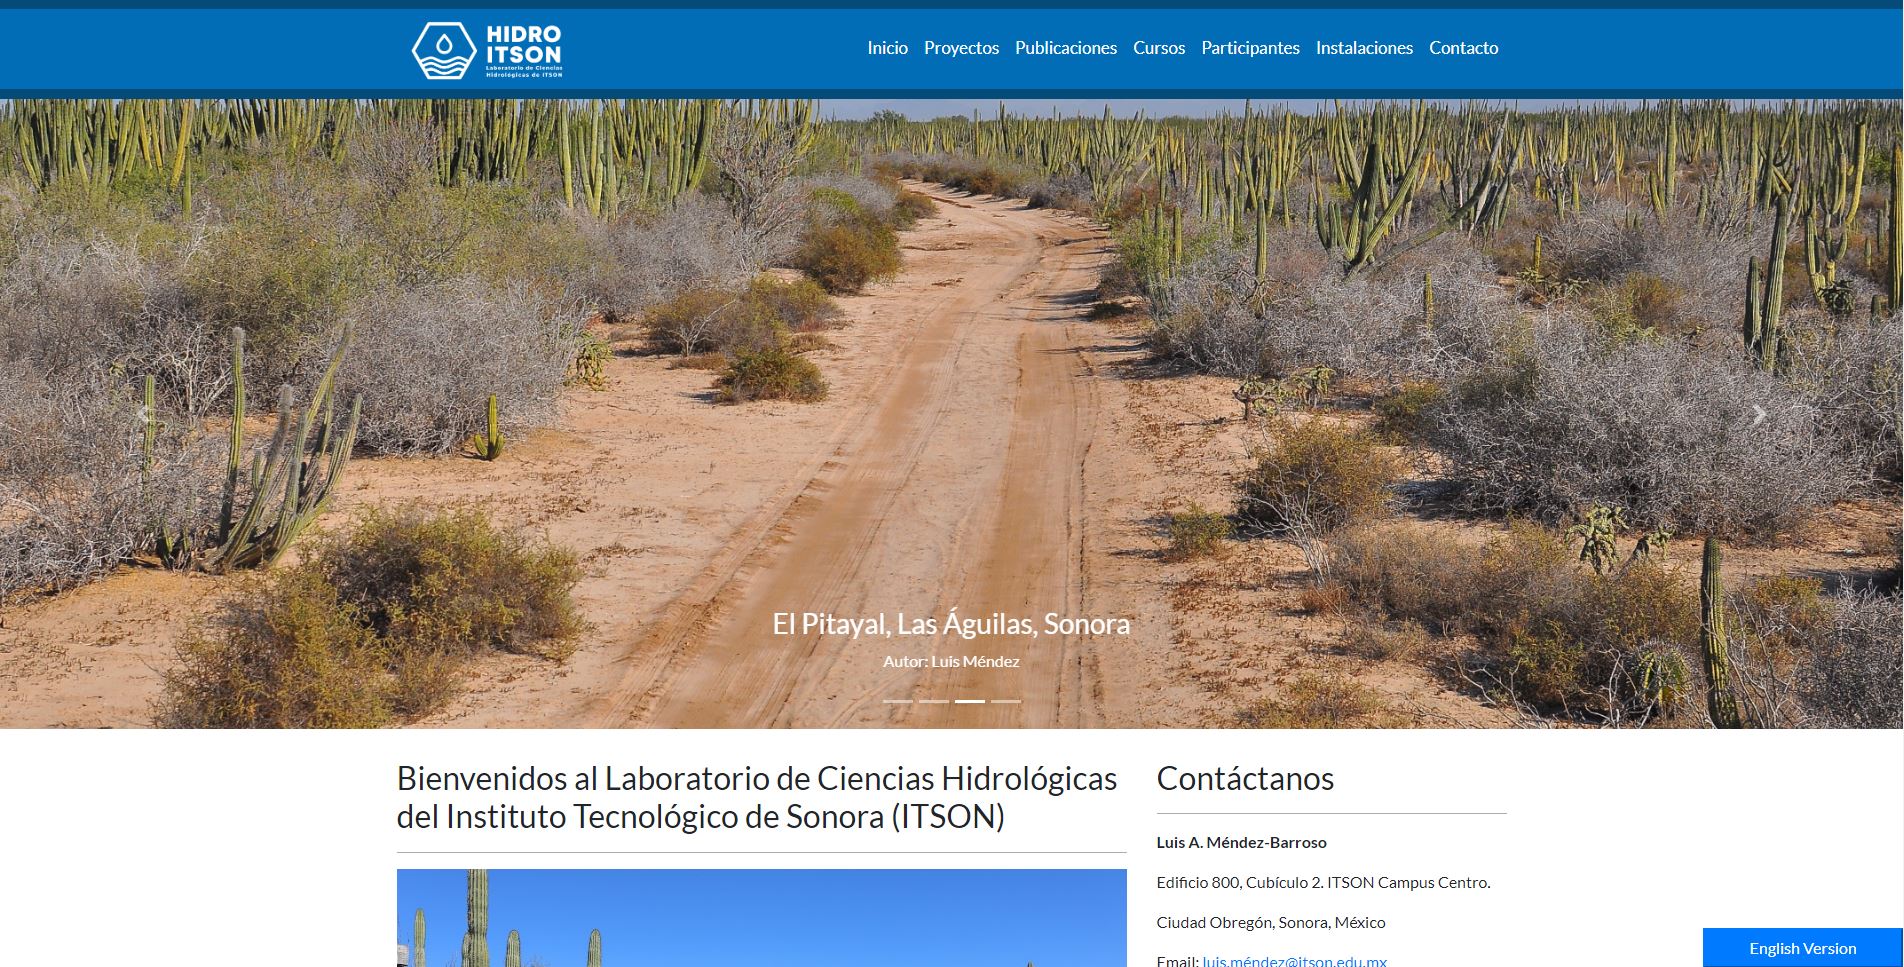 HIDRO
ITSON
Laboratorio de Ciencias
Hidrológicas de ITSON
Inicio Proyectos Publicaciones Cursos Participantes Instalaciones Contacto
El Pitayal, Las Águilas, Sonora
Autor: Luis Méndez
Bienvenidos al Laboratorio de Ciencias Hidrológicas
del Instituto Tecnológico de Sonora (ITSON)
Contáctanos
Luis A. Méndez-Barroso
Edificio 800, Cubículo 2. ITSON Campus Centro.
Ciudad Obregón, Sonora, México
Email: luis.méndez@itson.edu.mx
English Version